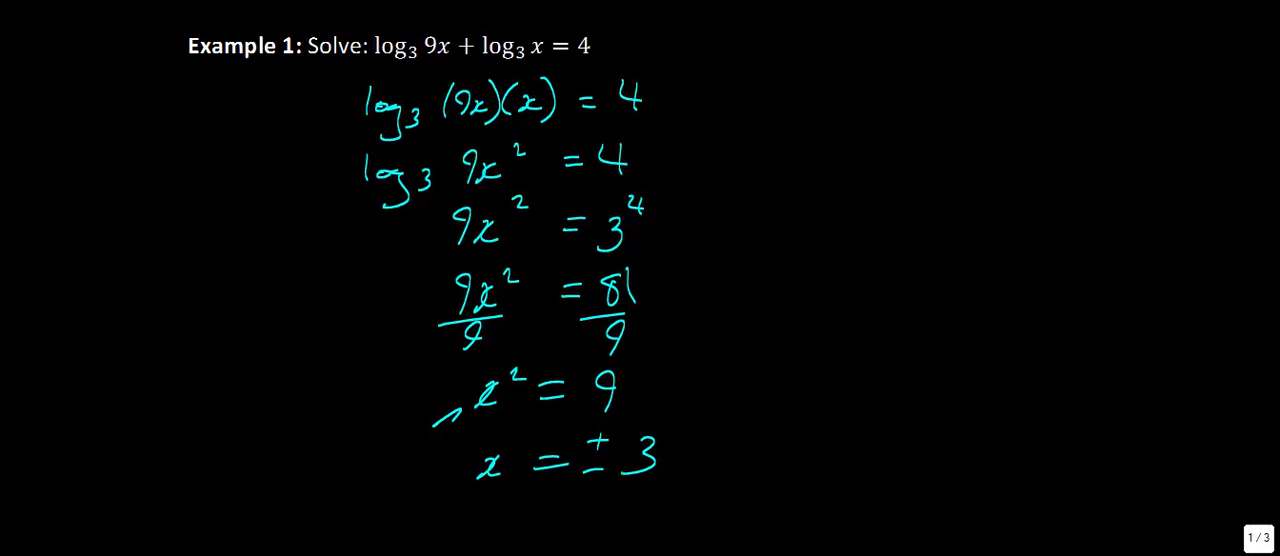 Example 1: Solve: log₃ 9x + log₃ x = 4
log₃ (9x)(x) = 4
log₃ 9x² = 4
9x² = 3⁴
9x²/9 = 81/9
x² = 9
x = ± 3
1 / 3